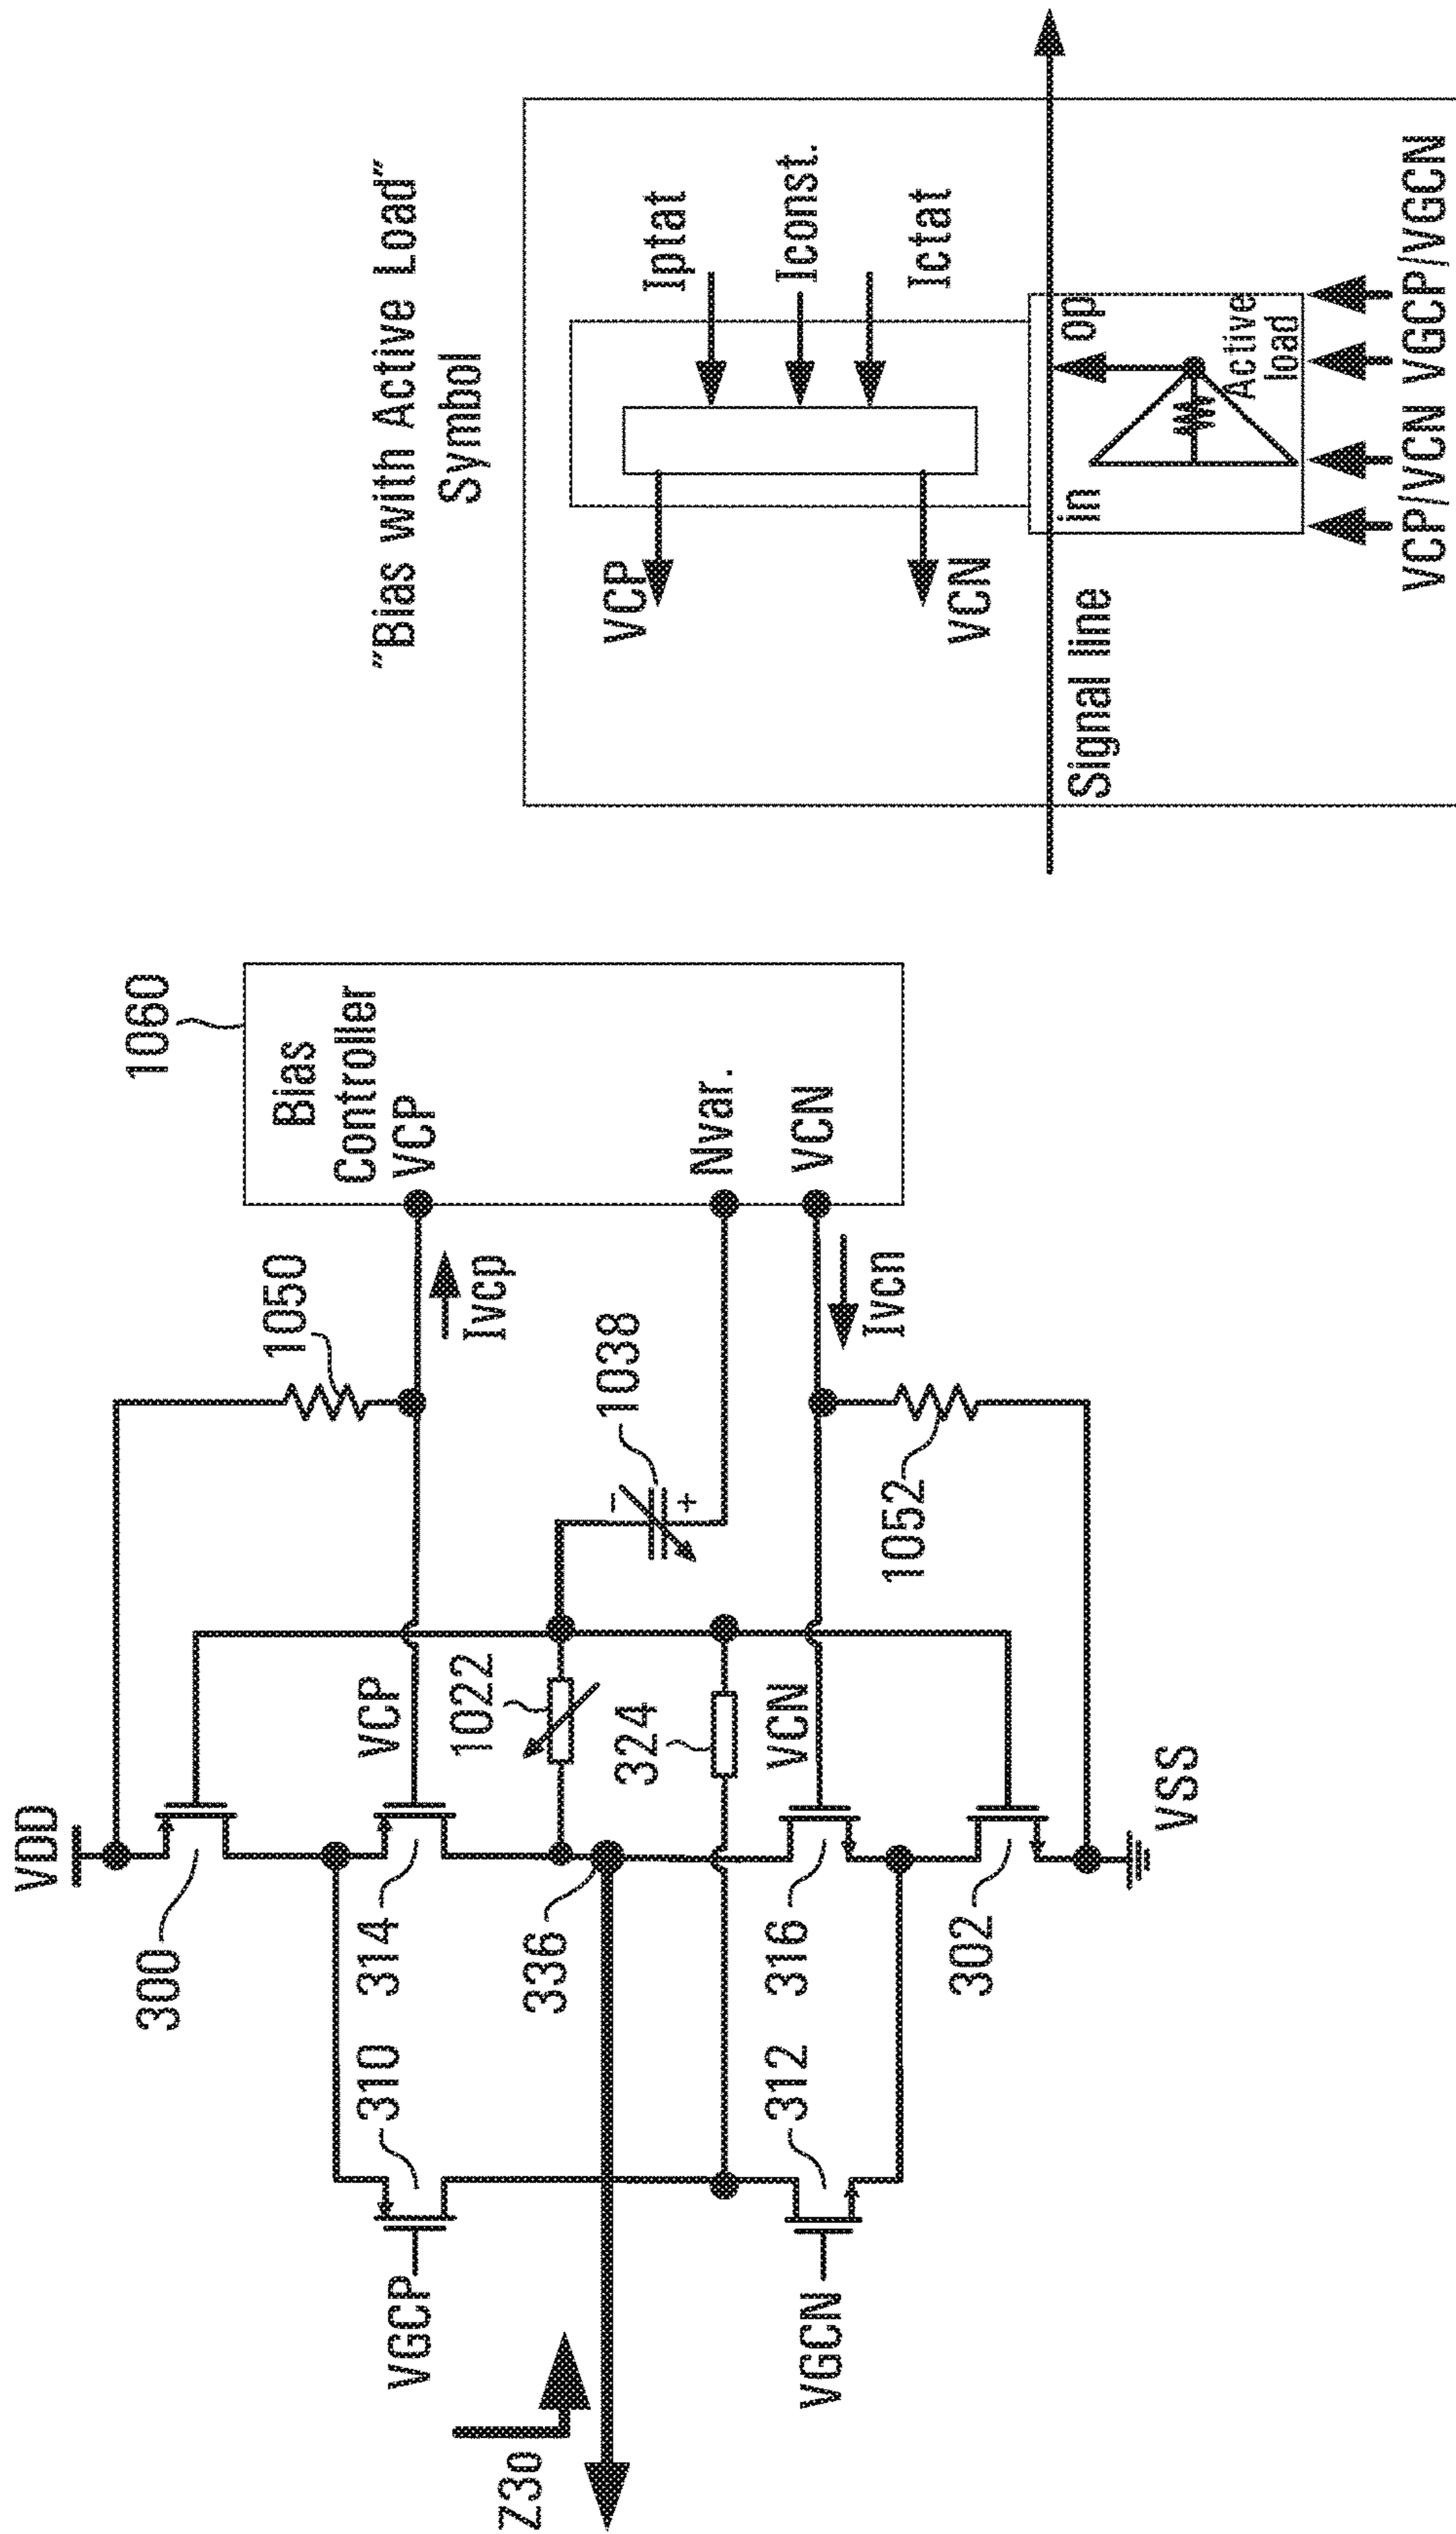 VDD
300
310
314
VCP
VGCP
1050
1060
Bias
Controller
VCP
Ivcp
Z3o
336
1022
324
1038
Nvar.
VCN
VCN
Ivcn
VGCN
312
316
302
1052
VSS
"Bias with Active Load"
Symbol
VCP
Iptat
Iconst.
Ictat
VCN
Signal line
in
op
Active
load
VCP/VCN VGCP/VGCN